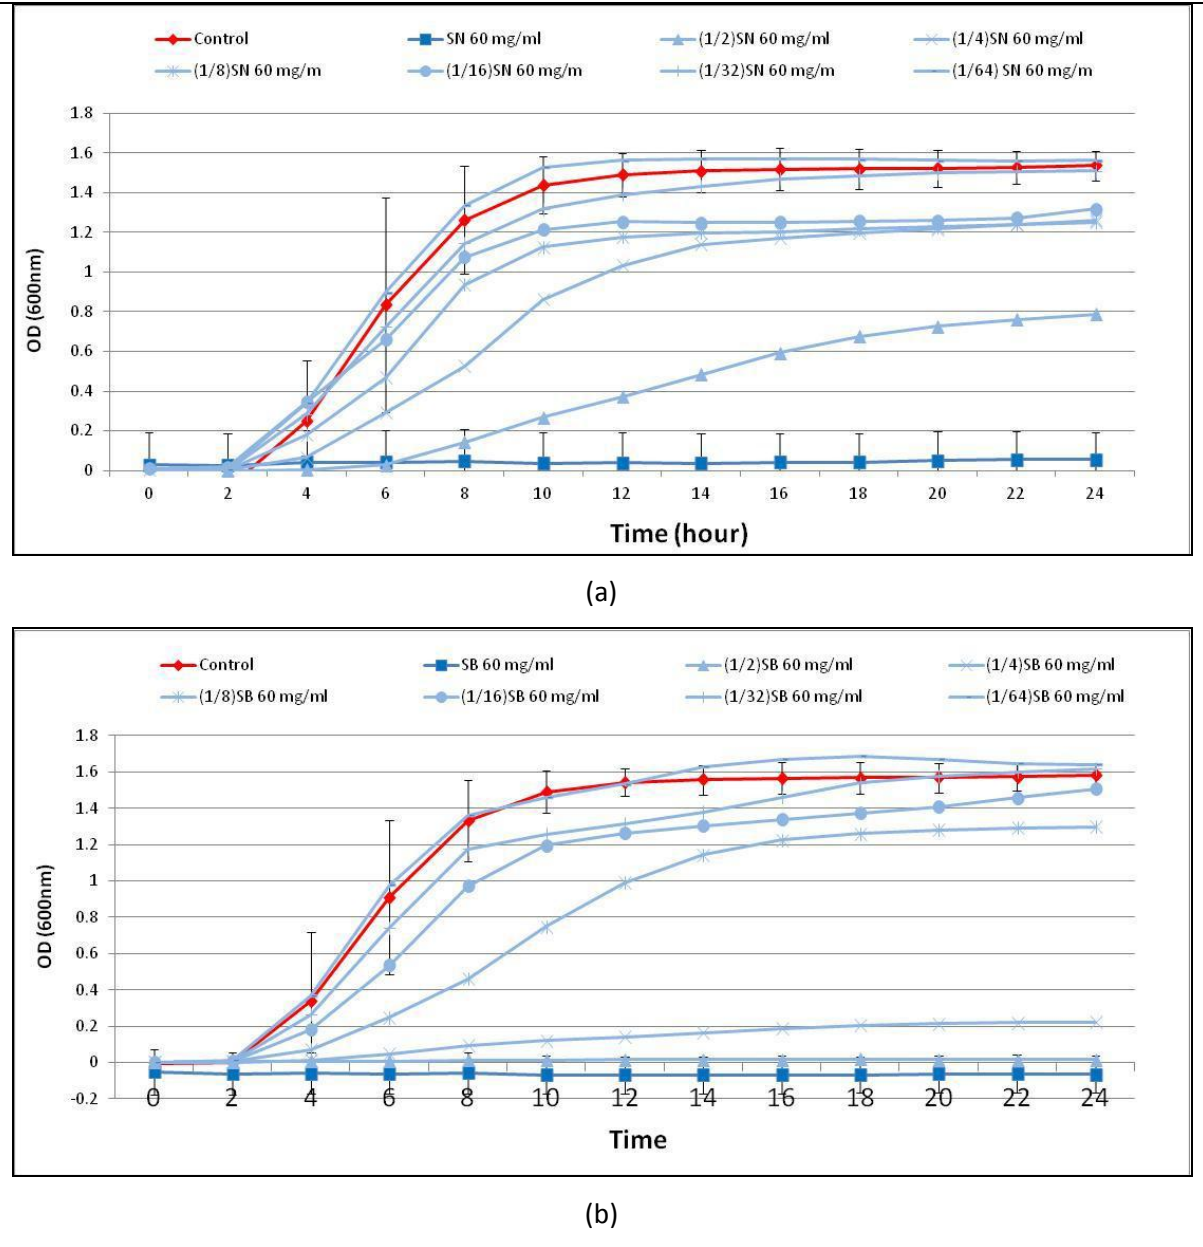 Control SN 60 mg/ml (1/2)SN 60 mg/ml (1/4)SN 60 mg/ml
(1/8)SN 60 mg/m (1/16)SN 60 mg/m (1/32)SN 60 mg/m (1/64) SN 60 mg/m
1.8
1.6
1.4
1.2
1
0.8
0.6
0.4
0.2
0
OD (600nm)
0 2 4 6 8 10 12 14 16 18 20 22 24
Time (hour)
(a)
Control SB 60 mg/ml (1/2)SB 60 mg/ml (1/4)SB 60 mg/ml
(1/8)SB 60 mg/ml (1/16)SB 60 mg/ml (1/32)SB 60 mg/ml (1/64)SB 60 mg/ml
1.8
1.6
1.4
1.2
1
0.8
0.6
0.4
0.2
0
-0.2
OD (600nm)
0 2 4 6 8 10 12 14 16 18 20 22 24
Time
(b)